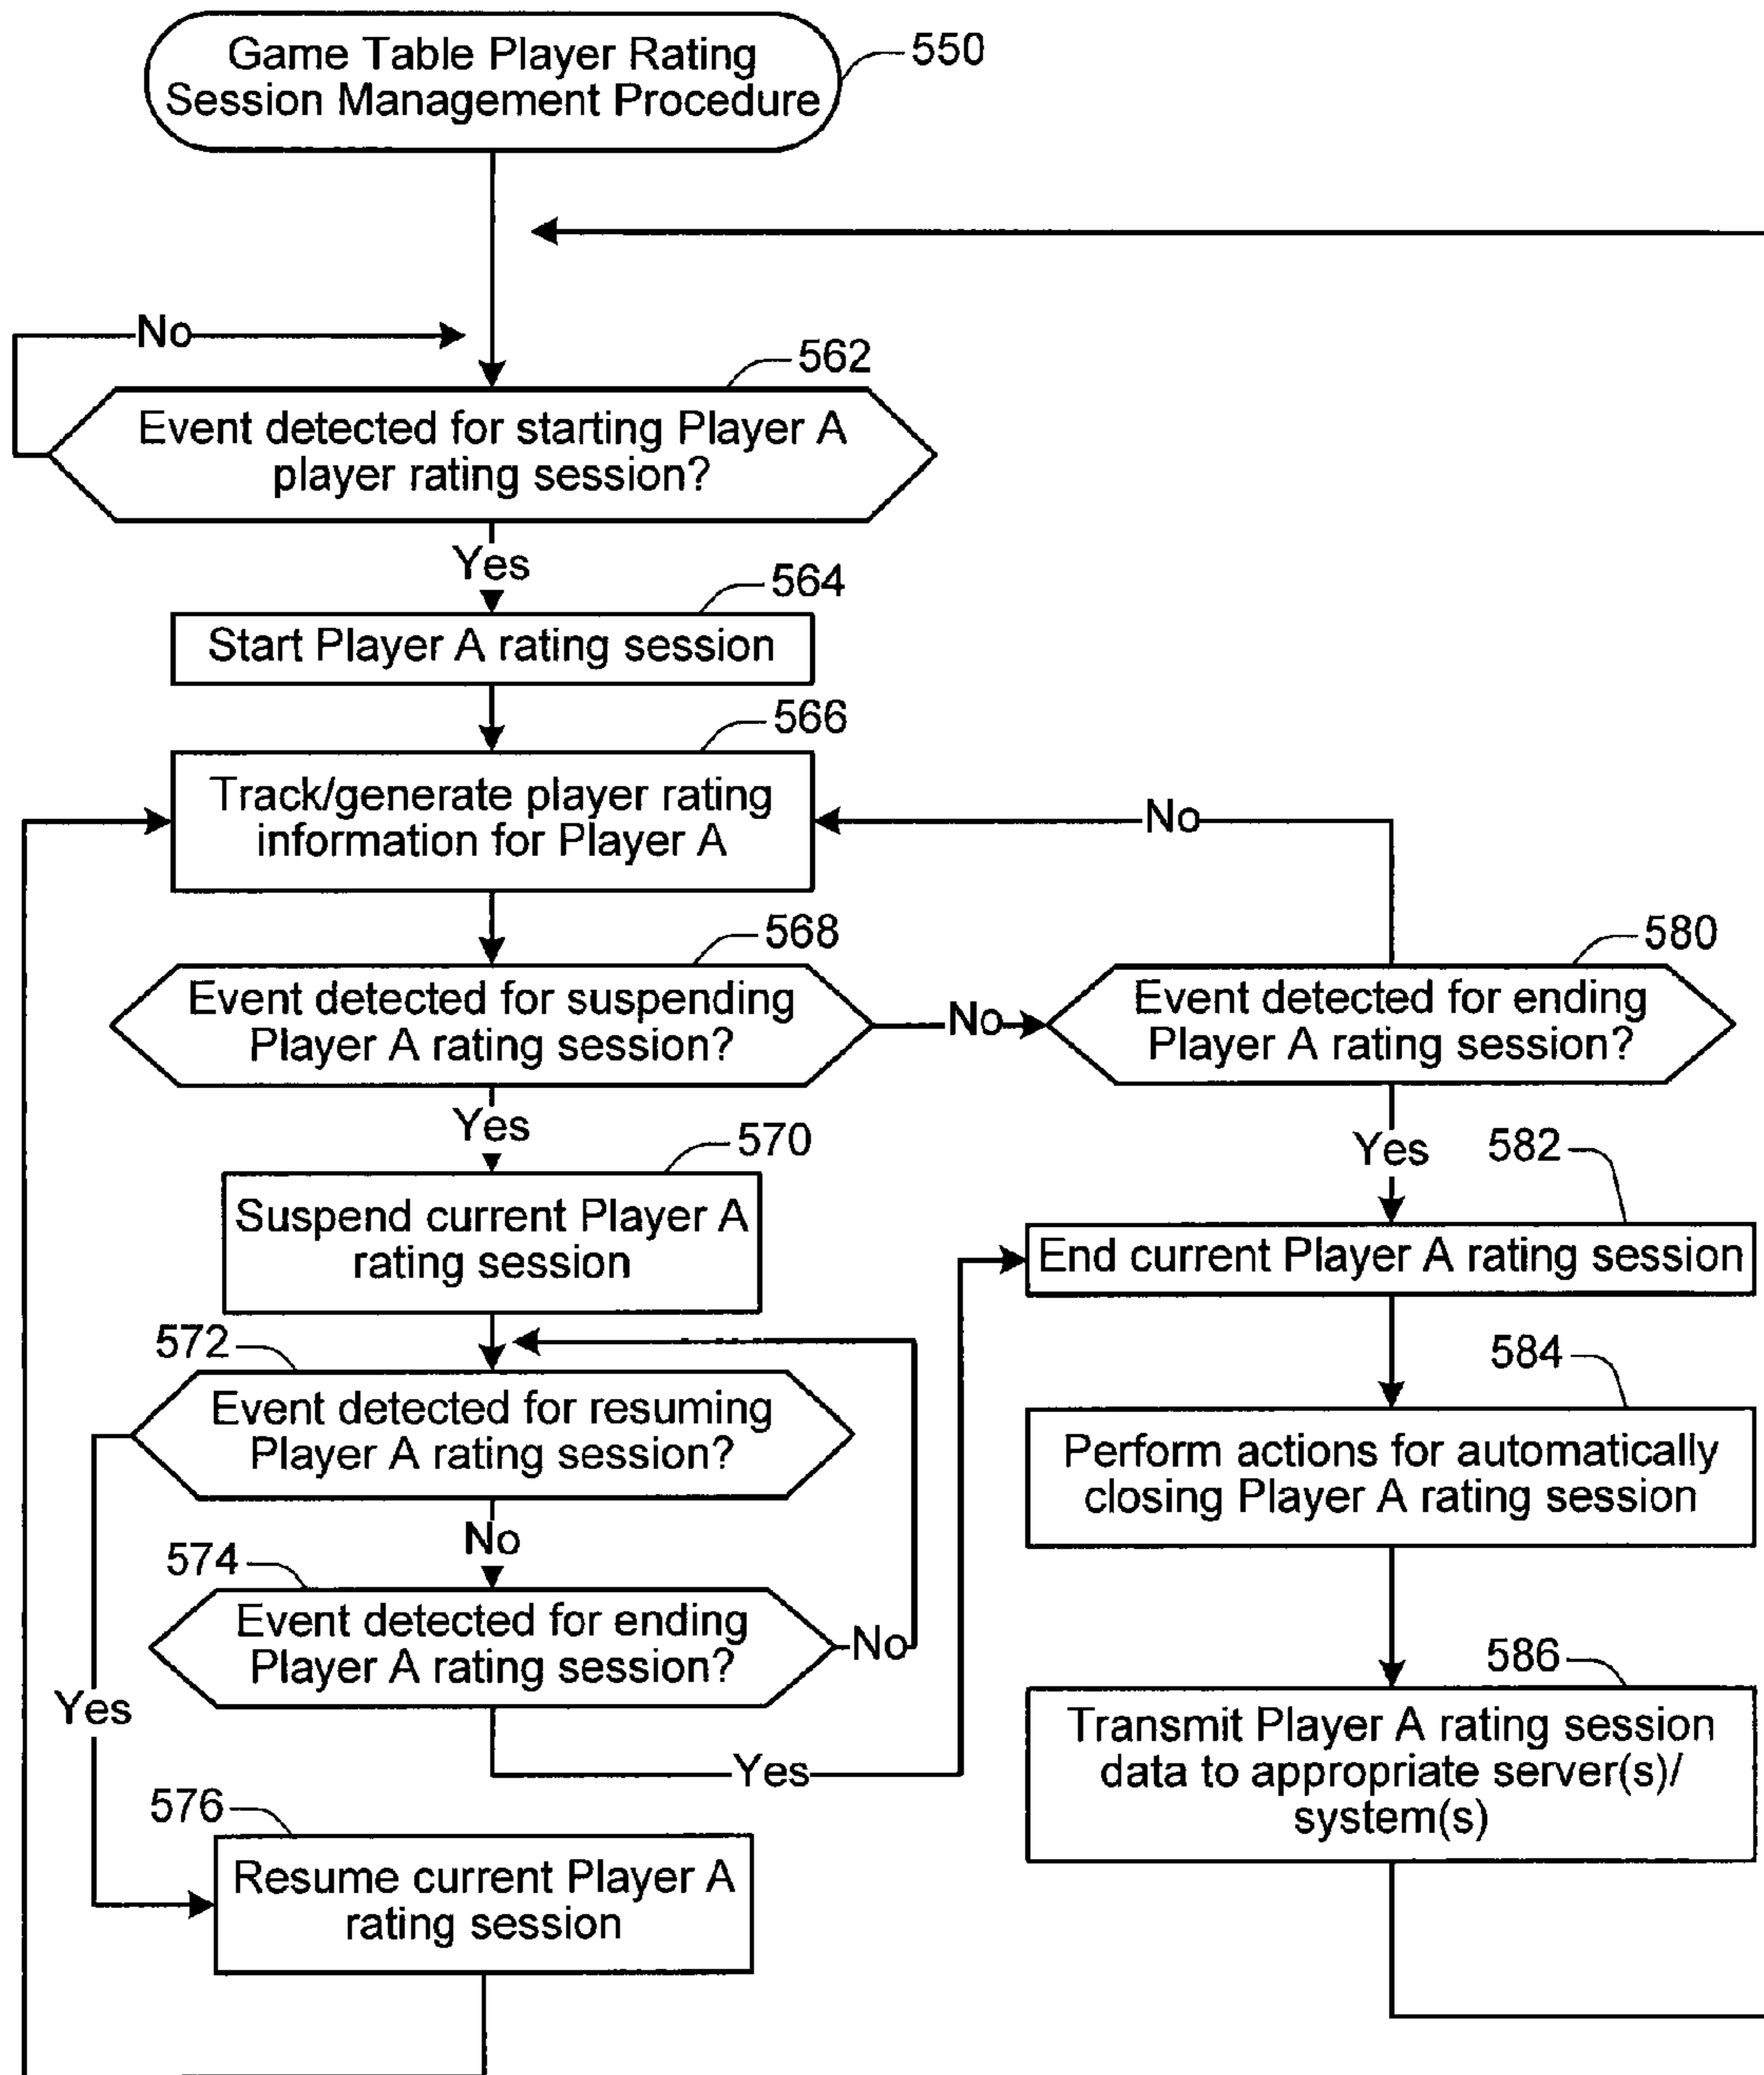 Game Table Player Rating
Session Management Procedure
550
No
562
Event detected for starting Player A
player rating session?
Yes
564
Start Player A rating session
566
Track/generate player rating
information for Player A
No
568
Event detected for suspending
Player A rating session?
No
580
Event detected for ending
Player A rating session?
Yes
570
Suspend current Player A
rating session
Yes
582
End current Player A rating session
572
Event detected for resuming
Player A rating session?
584
Perform actions for automatically
closing Player A rating session
No
574
Event detected for ending
Player A rating session?
No
Yes
Yes
586
Transmit Player A rating session
data to appropriate server(s)/
system(s)
576
Resume current Player A
rating session